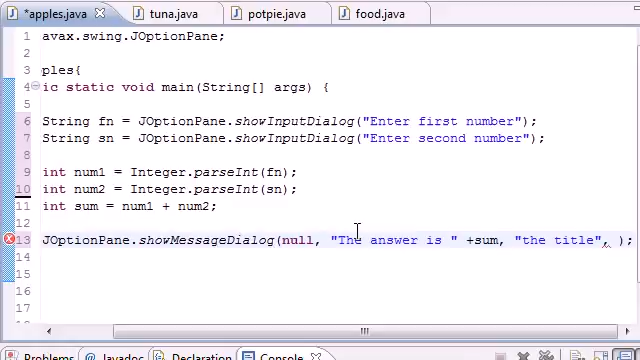 *apples.java tuna.java potpie.java food.java
1 avax.swing.JOptionPane;
2
3 ples{
4 ic static void main(String[] args) {
5
6 String fn = JOptionPane.showInputDialog("Enter first number");
7 String sn = JOptionPane.showInputDialog("Enter second number");
8
9 int num1 = Integer.parseInt(fn);
10 int num2 = Integer.parseInt(sn);
11 int sum = num1 + num2;
12
13 JOptionPane.showMessageDialog(null, "The answer is " +sum, "the title", );
14
15
16
17
18
Problems @ Javadoc Declaration Console